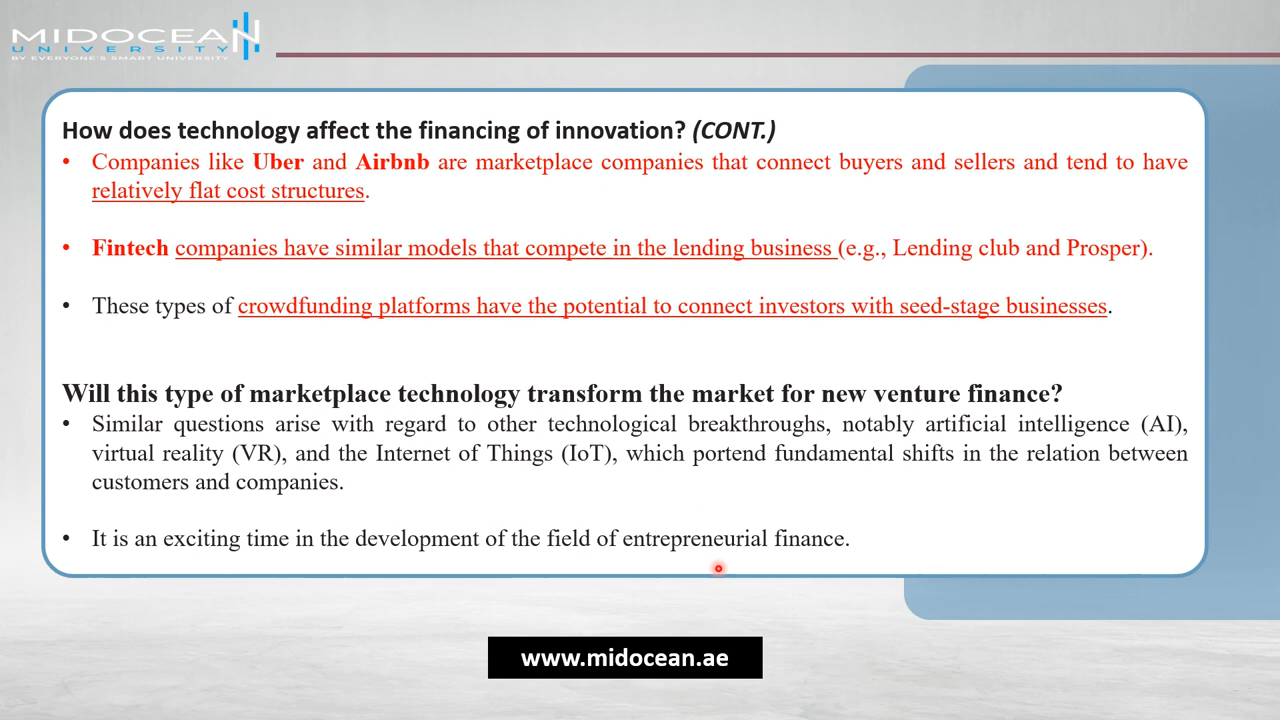 MIDOCEAN
UNIVERSITY
BY EVERYONE'S SMART UNIVERSITY
How does technology affect the financing of innovation? (CONT.)
• Companies like Uber and Airbnb are marketplace companies that connect buyers and sellers and tend to have
relatively flat cost structures.
• Fintech companies have similar models that compete in the lending business (e.g., Lending club and Prosper).
• These types of crowdfunding platforms have the potential to connect investors with seed-stage businesses.
Will this type of marketplace technology transform the market for new venture finance?
• Similar questions arise with regard to other technological breakthroughs, notably artificial intelligence (AI),
virtual reality (VR), and the Internet of Things (IoT), which portend fundamental shifts in the relation between
customers and companies.
• It is an exciting time in the development of the field of entrepreneurial finance.
www.midocean.ae